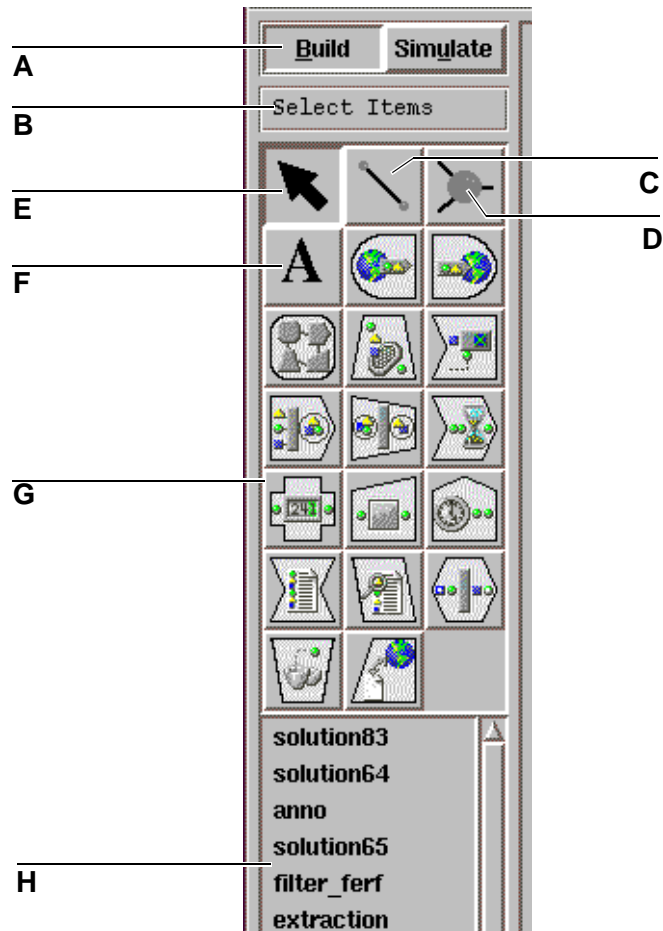 Build Simulate
A
Select Items
B
C
E
D
A
F
G
241
solution83
solution64
anno
solution65
filter_ferf
H
extraction